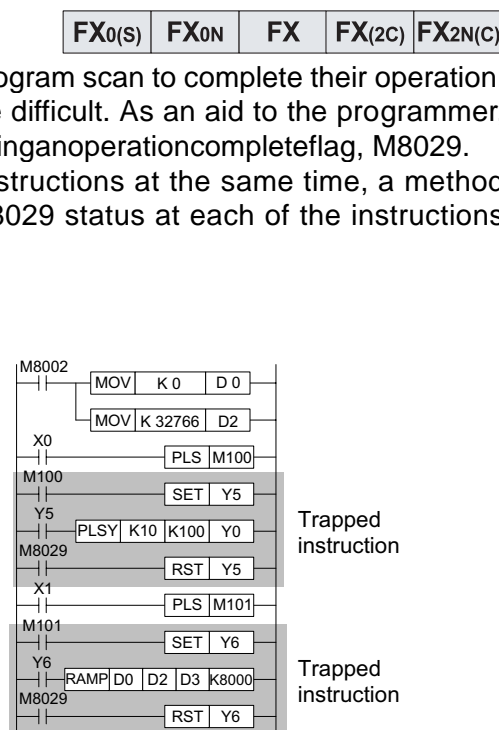 FX0(S) FX0N FX FX(2C) FX2N(C)
ogram scan to complete their operation
e difficult. As an aid to the programmer
inganoperationcompleteflag, M8029.
structions at the same time, a method
8029 status at each of the instructions
M8002
MOV K 0 D 0
MOV K 32766 D2
X0
PLS M100
M100
SET Y5
Y5
PLSY K10 K100 Y0
Trapped
instruction
M8029
RST Y5
X1
PLS M101
M101
SET Y6
Y6
RAMP D0 D2 D3 K8000
Trapped
instruction
M8029
RST Y6